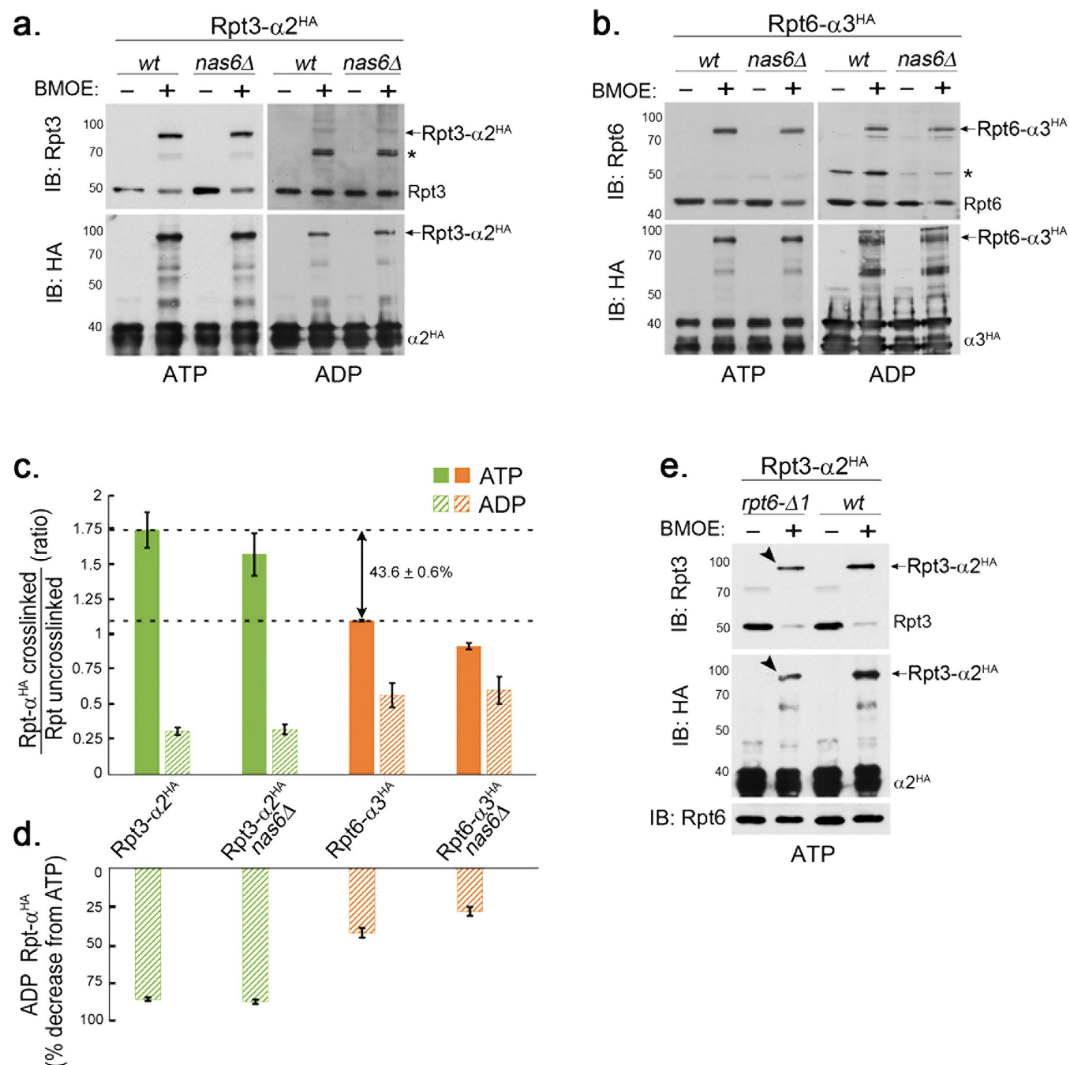 a.
Rpt3-α2HA
wt nas6Δ wt nas6Δ
BMOE: – + – + – + – +
IB: Rpt3
100
70
50
Rpt3-α2HA
*
Rpt3
IB: HA
100
70
50
40
Rpt3-α2HA
α2HA
ATP ADP
b.
Rpt6-α3HA
wt nas6Δ wt nas6Δ
BMOE: – + – + – + – +
IB: Rpt6
100
70
50
40
Rpt6-α3HA
*
Rpt6
IB: HA
100
70
50
40
Rpt6-α3HA
α3HA
ATP ADP
c.
ATP
ADP
Rpt-αHA crosslinked
Rpt uncrosslinked
(ratio)
2
1.75
1.5
1.25
1
0.75
0.5
0.25
0
43.6 ± 0.6%
Rpt3-α2HA
Rpt3-α2HA
nas6Δ
Rpt6-α3HA
Rpt6-α3HA
nas6Δ
d.
ADP Rpt-αHA
(% decrease from ATP)
0
25
50
75
100
e.
Rpt3-α2HA
rpt6-Δ1 wt
BMOE: – + – +
IB: Rpt3
100
70
50
Rpt3-α2HA
Rpt3
IB: HA
100
70
50
40
Rpt3-α2HA
α2HA
IB: Rpt6
ATP